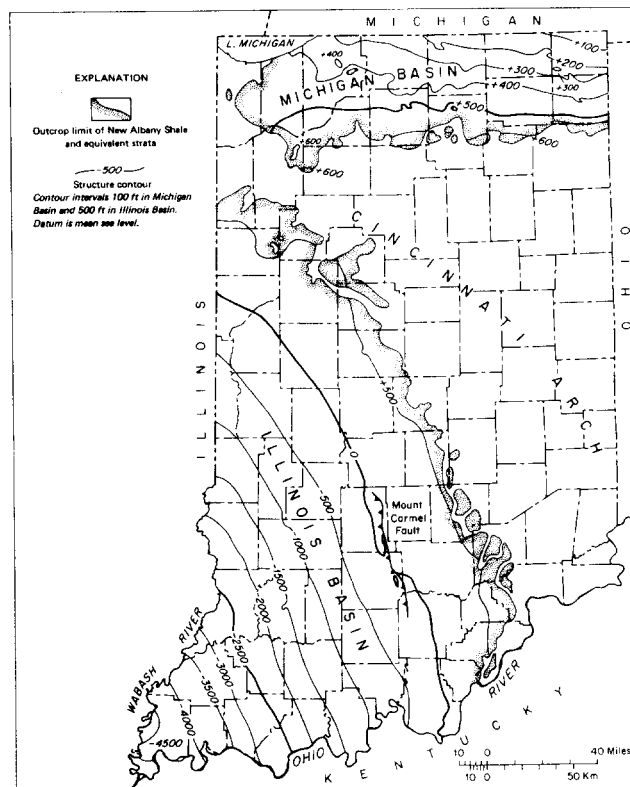 MICHIGAN
L. MICHIGAN
+400
+100
+200
+300
+300
+400
MICHIGAN BASIN
+500
+600
+600
+600
EXPLANATION
Outcrop limit of New Albany Shale
and equivalent strata
-500
Structure contour
Contour intervals 100 ft in Michigan
Basin and 500 ft in Illinois Basin.
Datum is mean sea level.
CINCINNATI ARCH
OHIO
ILLINOIS
+500
0
ILLINOIS BASIN
-500
-1000
-1500
-2000
-2500
-3000
-3500
-4000
-4500
Mount
Carmel
Fault
WABASH RIVER
OHIO RIVER
KENTUCKY
10 0 40 Miles
10 0 50 Km